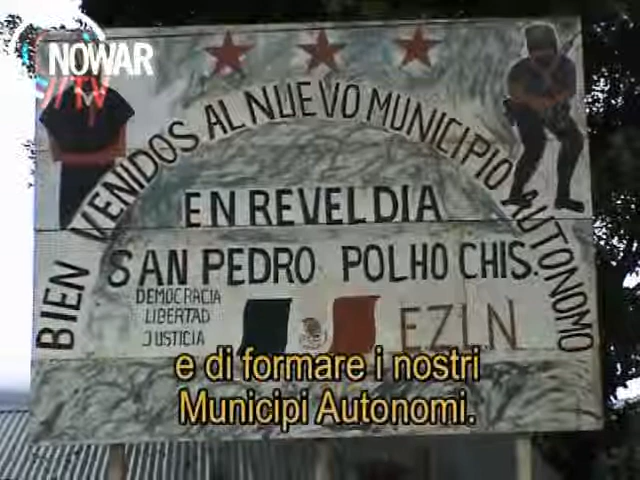 NOWAR
// TV
BIEN VENIDOS AL NUEVO MUNICIPIO AUTONOMO
EN REVELDIA
SAN PEDRO POLHO CHIS.
DEMOCRACIA
LIBERTAD
JUSTICIA
EZLN
e di formare i nostri
Municipi Autonomi.